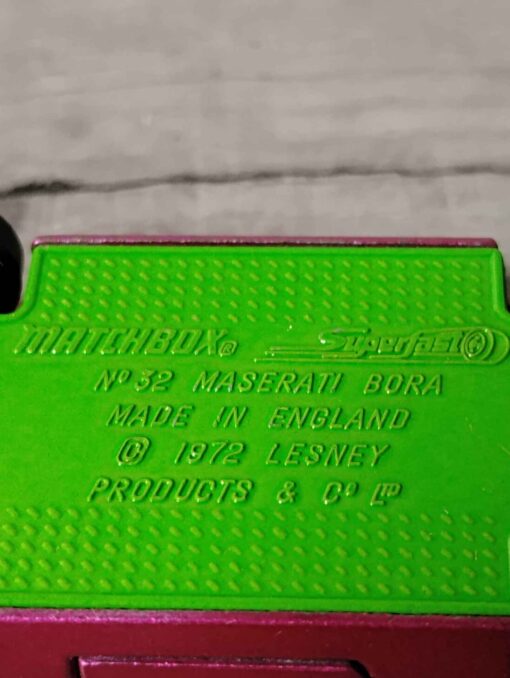 MATCHBOX® Superfast
Nº 32 MASERATI BORA
MADE IN ENGLAND
© 1972 LESNEY
PRODUCTS & Cº LTD